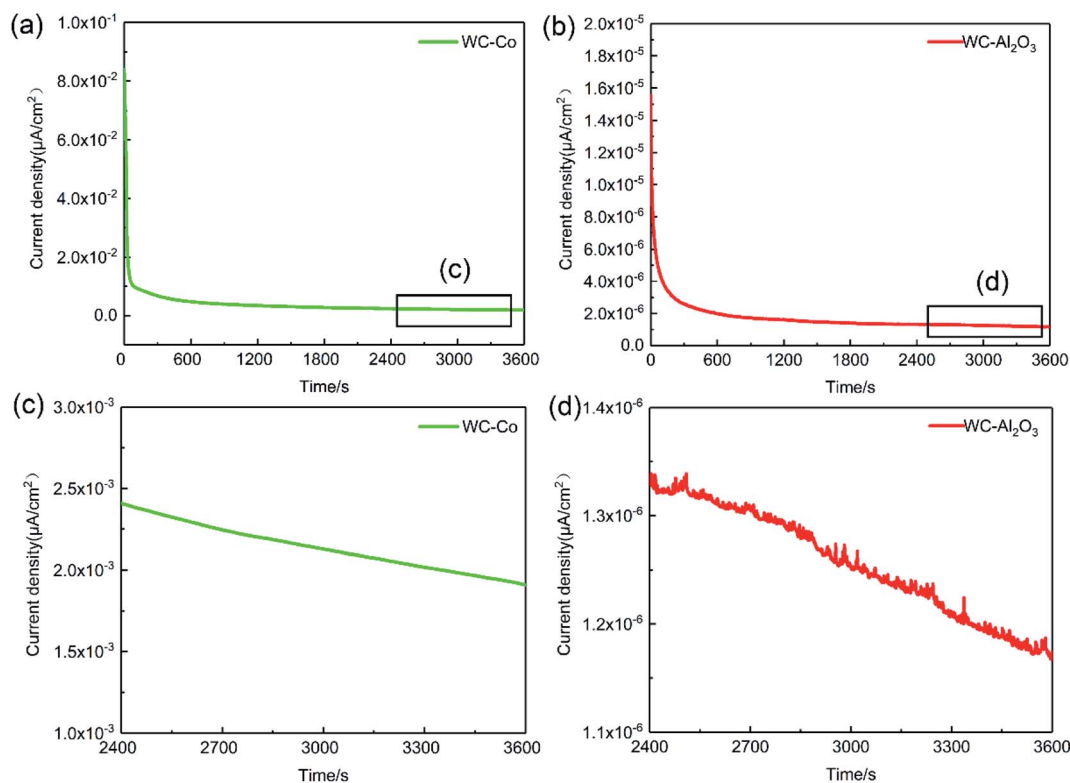 (a)
1.0x10⁻¹
8.0x10⁻²
6.0x10⁻²
4.0x10⁻²
2.0x10⁻²
0.0
Current density(μA/cm²)
WC-Co
(c)
0 600 1200 1800 2400 3000 3600
Time/s
(b)
2.0x10⁻⁵
1.8x10⁻⁵
1.6x10⁻⁵
1.4x10⁻⁵
1.2x10⁻⁵
1.0x10⁻⁵
8.0x10⁻⁶
6.0x10⁻⁶
4.0x10⁻⁶
2.0x10⁻⁶
0.0
Current density(μA/cm²)
WC-Al₂O₃
(d)
0 600 1200 1800 2400 3000 3600
Time/s
(c)
3.0x10⁻³
2.5x10⁻³
2.0x10⁻³
1.5x10⁻³
1.0x10⁻³
Current density(μA/cm²)
WC-Co
2400 2700 3000 3300 3600
Time/s
(d)
1.4x10⁻⁶
1.3x10⁻⁶
1.2x10⁻⁶
1.1x10⁻⁶
Current density(μA/cm²)
WC-Al₂O₃
2400 2700 3000 3300 3600
Time/s